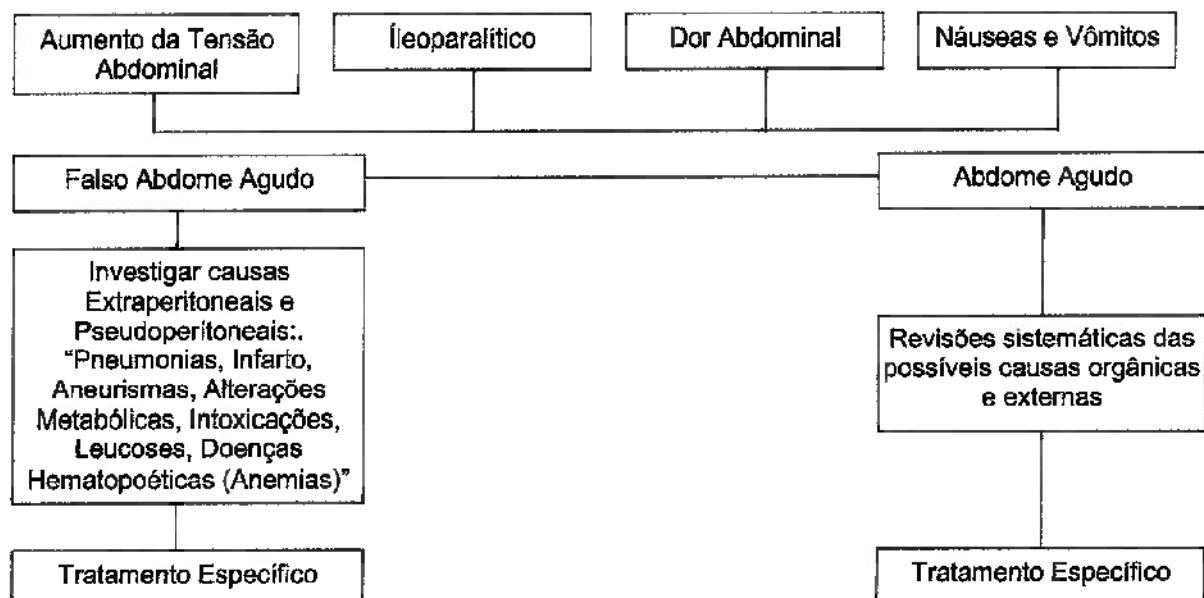 Aumento da Tensão
Abdominal
Íleoparalítico
Dor Abdominal
Náuseas e Vômitos
Falso Abdome Agudo
Abdome Agudo
Investigar causas
Extraperitoneais e
Pseudoperitoneais:.
"Pneumonias, Infarto,
Aneurismas, Alterações
Metabólicas, Intoxicações,
Leucoses, Doenças
Hematopoéticas (Anemias)"
Revisões sistemáticas das
possíveis causas orgânicas
e externas
Tratamento Específico
Tratamento Específico